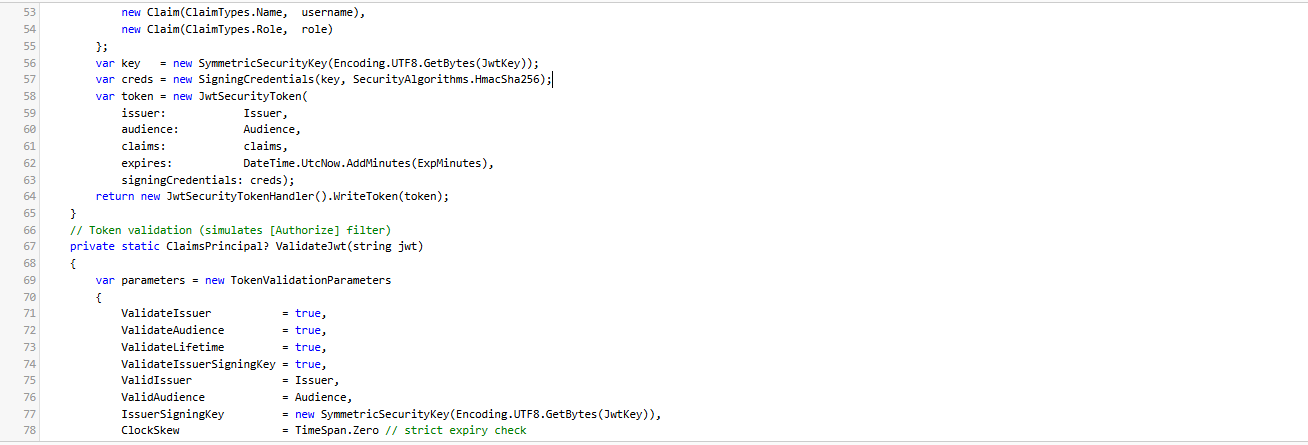 53 new Claim(ClaimTypes.Name,  username),
54 new Claim(ClaimTypes.Role,  role)
55 };
56 var key   = new SymmetricSecurityKey(Encoding.UTF8.GetBytes(JwtKey));
57 var creds = new SigningCredentials(key, SecurityAlgorithms.HmacSha256);
58 var token = new JwtSecurityToken(
59 issuer:            Issuer,
60 audience:          Audience,
61 claims:            claims,
62 expires:           DateTime.UtcNow.AddMinutes(ExpMinutes),
63 signingCredentials: creds);
64 return new JwtSecurityTokenHandler().WriteToken(token);
65 }
66 // Token validation (simulates [Authorize] filter)
67 private static ClaimsPrincipal? ValidateJwt(string jwt)
68 {
69 var parameters = new TokenValidationParameters
70 {
71 ValidateIssuer           = true,
72 ValidateAudience         = true,
73 ValidateLifetime         = true,
74 ValidateIssuerSigningKey = true,
75 ValidIssuer              = Issuer,
76 ValidAudience            = Audience,
77 IssuerSigningKey         = new SymmetricSecurityKey(Encoding.UTF8.GetBytes(JwtKey)),
78 ClockSkew                = TimeSpan.Zero // strict expiry check